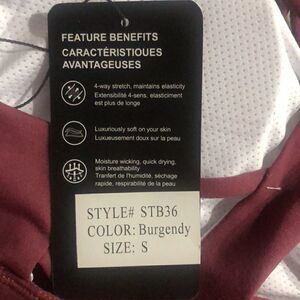 FEATURE BENEFITS
CARACTÉRISTIQUES
AVANTAGEUSES
4-way stretch, maintains elasticity
Extensibilité 4-sens, elasticiment
est plus de longe
Luxuriously soft on your skin
Luxueusement doux sur la peau
Moisture wicking, quick drying,
skin breathability
Tranfert de l'humidité, séchage
rapide, respirabilité de la peau
STYLE# STB36
COLOR: Burgendy
SIZE: S